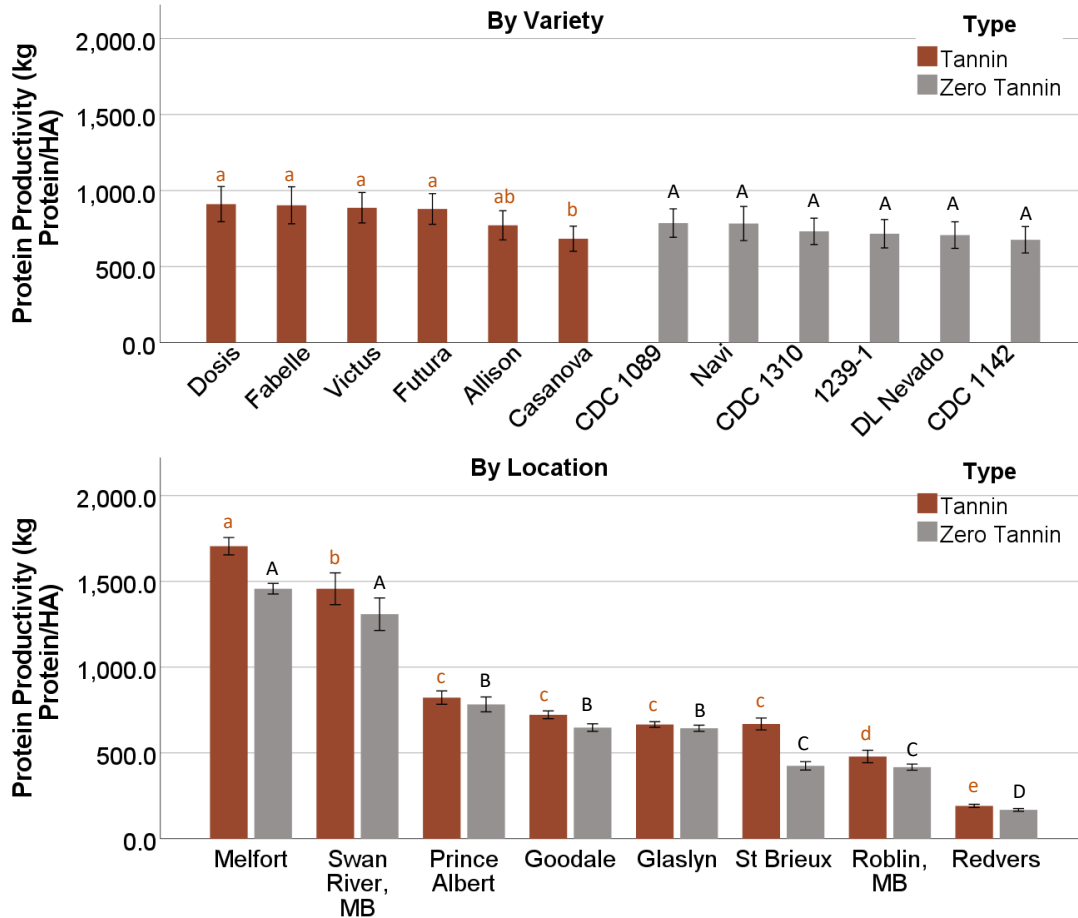 By Variety
Type
Tannin
Zero Tannin
Protein Productivity (kg
Protein/HA)
2,000.0
1,500.0
1,000.0
500.0
0.0
a
a
a
a
ab
b
A
A
A
A
A
A
Dosis
Fabelle
Victus
Futura
Allison
Casanova
CDC 1089
Navi
CDC 1310
1239-1
DL Nevado
CDC 1142
By Location
Type
Tannin
Zero Tannin
Protein Productivity (kg
Protein/HA)
2,000.0
1,500.0
1,000.0
500.0
0.0
a
A
b
A
c
B
c
B
c
B
c
C
d
C
e
D
Melfort
Swan
River,
MB
Prince
Albert
Goodale
Glaslyn
St Brieux
Roblin,
MB
Redvers